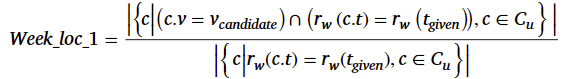 Week_loc_1 = |{c|(c.v = v_candidate) ∩ (r_w (c.t) = r_w (t_given)), c ∈ C_u}|
|{c|r_w(c.t) = r_w(t_given), c ∈ C_u}|